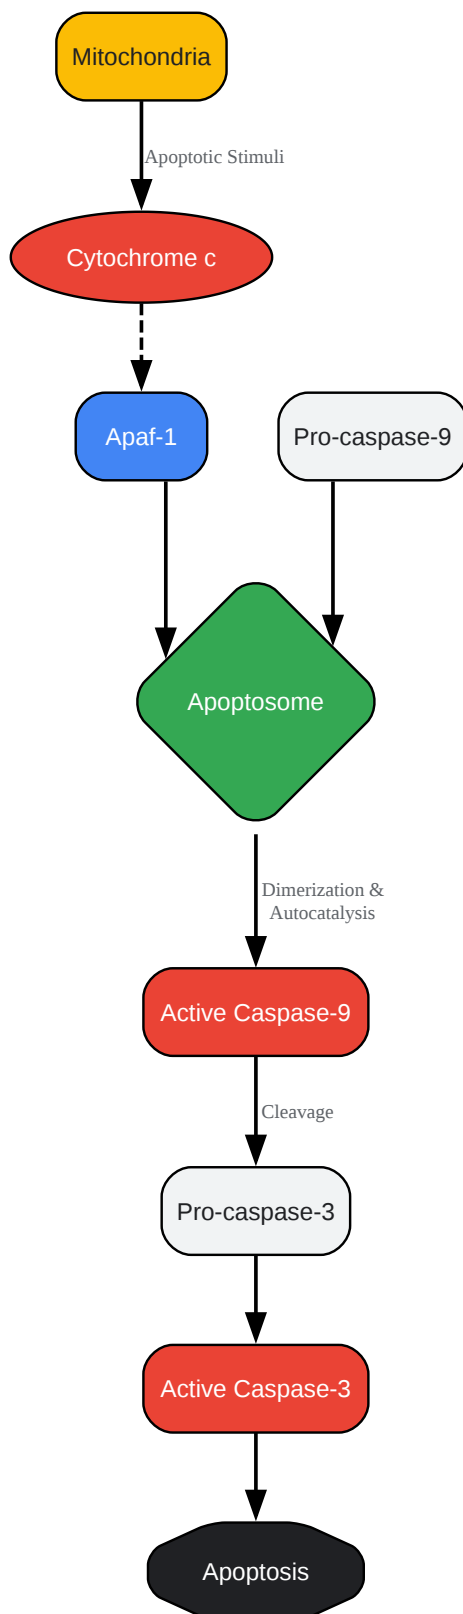 Mitochondria
Apoptotic Stimuli
Cytochrome c
Apaf-1
Pro-caspase-9
Apoptosome
Dimerization &
Autocatalysis
Active Caspase-9
Cleavage
Pro-caspase-3
Active Caspase-3
Apoptosis